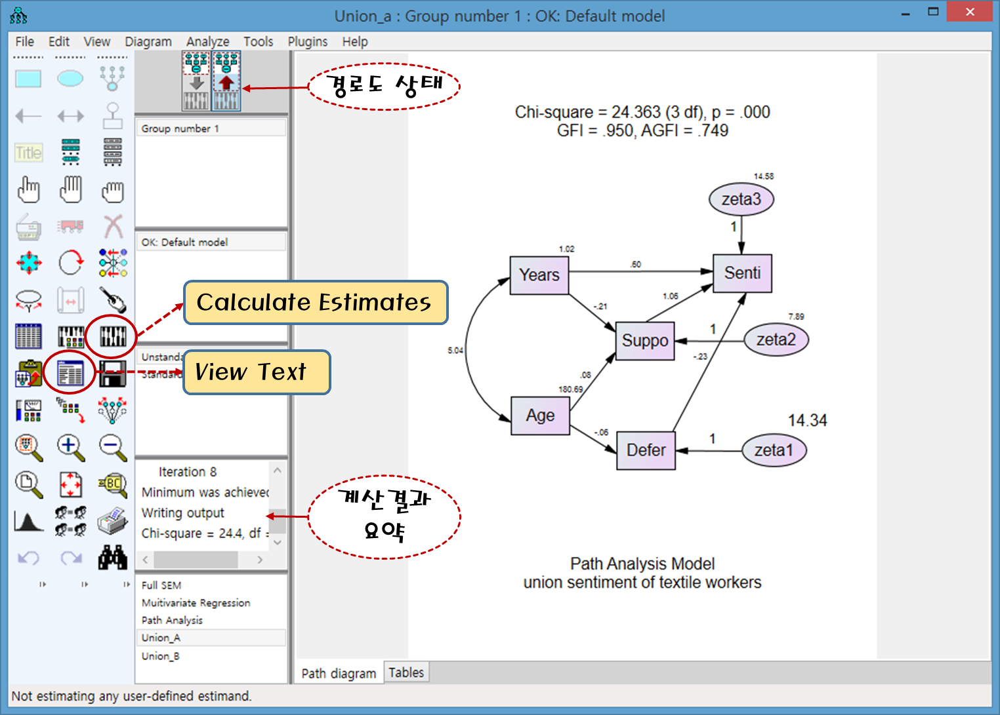 Union_a : Group number 1 : OK: Default model
File Edit View Diagram Analyze Tools Plugins Help
경로도 상태
Title
Group number 1
OK: Default model
Calculate Estimates
Unstanda
Standard
View Text
Iteration 8
Minimum was achieved
Writing output
Chi-square = 24.4, df =
계산결과
요약
Full SEM
Muitivariate Regression
Path Analysis
Union_A
Union_B
Chi-square = 24.363 (3 df), p = .000
GFI = .950, AGFI = .749
14.58
zeta3
1
1.02
Years
.60
Senti
-.21
1.06
7.89
Suppo
1
zeta2
5.04
-.23
.08
180.69
Age
-.06
14.34
Defer
1
zeta1
Path Analysis Model
union sentiment of textile workers
Path diagram Tables
Not estimating any user-defined estimand.